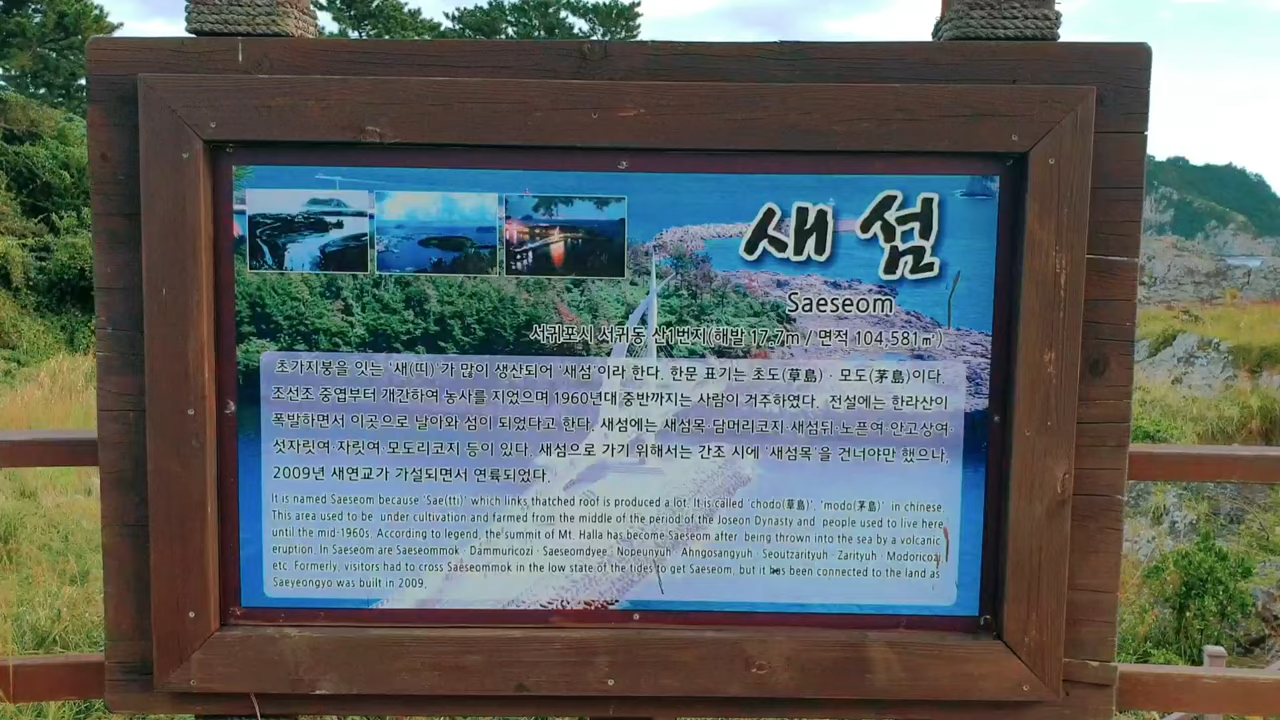 새섬
Saeseom
서귀포시 서귀동 산1번지(해발 17.7m / 면적 104,581㎡)
초가지붕을 잇는 '새(띠)'가 많이 생산되어 '새섬'이라 한다. 한문 표기는 초도(草島)·모도(茅島)이다.
조선조 중엽부터 개간하여 농사를 지었으며 1960년대 중반까지는 사람이 거주하였다. 전설에는 한라산이
폭발하면서 이곳으로 날아와 섬이 되었다고 한다. 새섬에는 새섬목·담머리코지·새섬뒤·노픈여·안고상여·
섯자릿여·자릿여·모도리코지 등이 있다. 새섬으로 가기 위해서는 간조 시에 '새섬목'을 건너야만 했으나,
2009년 새연교가 가설되면서 연륙되었다.
It is named Saeseom because 'Sae(tti)' which links thatched roof is produced a lot. It is called 'chodo(草島)', 'modo(茅島)' in chinese.
This area used to be under cultivation and farmed from the middle of the period of the Joseon Dynasty and people used to live here
until the mid-1960s. According to legend, the summit of Mt. Halla has become Saeseom after being thrown into the sea by a volcanic
eruption. In Saeseom are Saeseommok · Dammuricozi · Saeseomdyee · Nopeunyuh · Ahngosangyuh · Seoutzarityuh · Zarityuh · Modoricozi
etc. Formerly, visitors had to cross Saeseommok in the low state of the tides to get Saeseom, but it has been connected to the land as
Saeyeongyo was built in 2009.